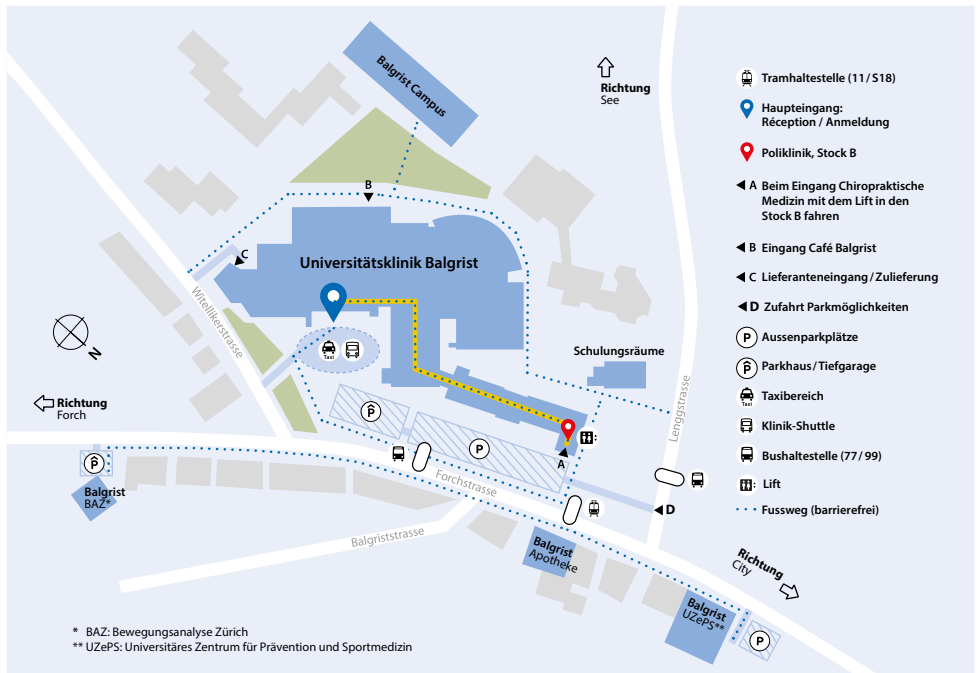 Balgrist Campus
Richtung
See
B
C
Universitätsklinik Balgrist
Witellikerstrasse
Taxi
N
Richtung
Forch
Schulungsräume
Lenggstrasse
P
P
A
P
Balgrist
BAZ*
Forchstrasse
D
Balgriststrasse
Balgrist
Apotheke
Richtung
City
Balgrist
UZePS**
P
Tramhaltestelle (11 / S18)
Haupteingang:
Réception / Anmeldung
Poliklinik, Stock B
A Beim Eingang Chiropraktische
Medizin mit dem Lift in den
Stock B fahren
B Eingang Café Balgrist
C Lieferanteneingang / Zulieferung
D Zufahrt Parkmöglichkeiten
P Aussenparkplätze
P Parkhaus / Tiefgarage
Taxi Taxibereich
Klinik-Shuttle
Bushaltestelle (77 / 99)
Lift
Fussweg (barrierefrei)
* BAZ: Bewegungsanalyse Zürich
** UZePS: Universitäres Zentrum für Prävention und Sportmedizin